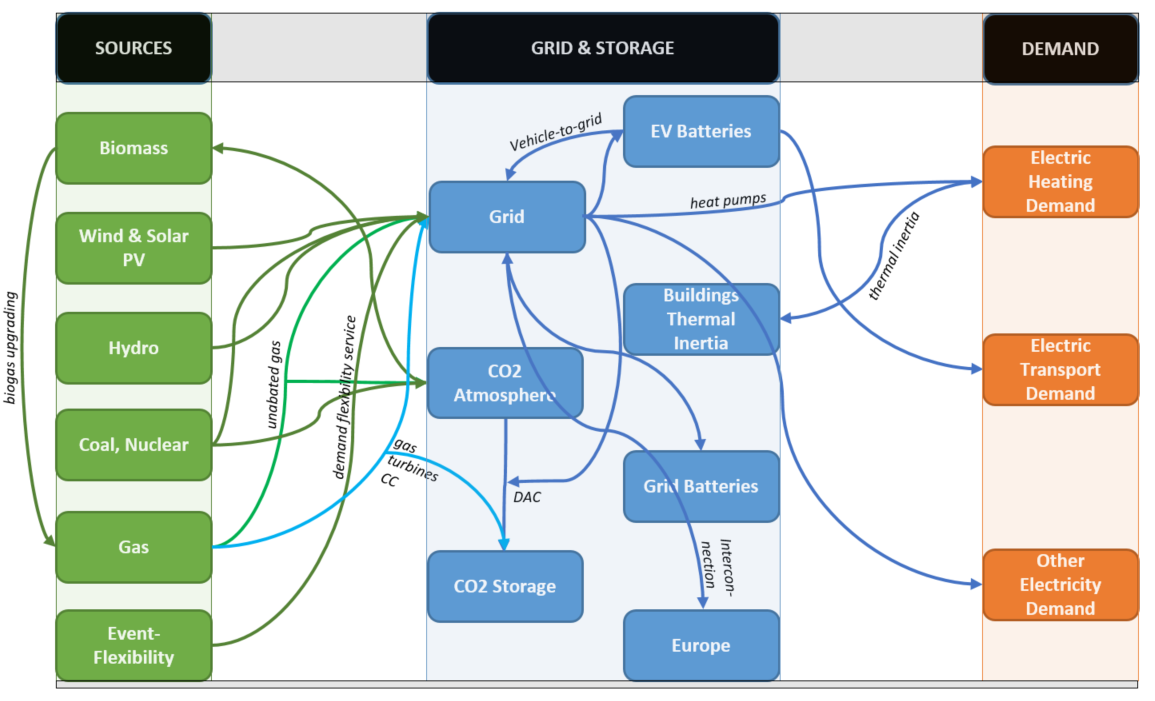 SOURCES
GRID & STORAGE
DEMAND
Biomass
Wind & Solar
PV
Hydro
Coal, Nuclear
Gas
Event-
Flexibility
biogas upgrading
unabated gas
demand flexibility service
gas
turbines
CC
Vehicle-to-grid
EV Batteries
Grid
heat pumps
Buildings
Thermal
Inertia
thermal inertia
CO2
Atmosphere
Grid Batteries
DAC
CO2 Storage
Intercon-
nection
Europe
Electric
Heating
Demand
Electric
Transport
Demand
Other
Electricity
Demand